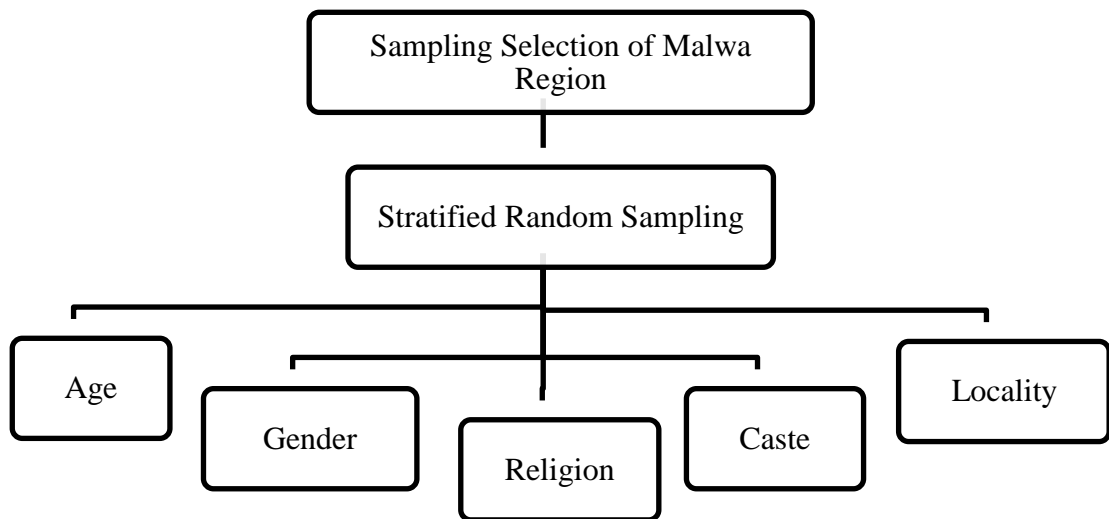 Sampling Selection of Malwa
Region
Stratified Random Sampling
Age
Gender
Religion
Caste
Locality